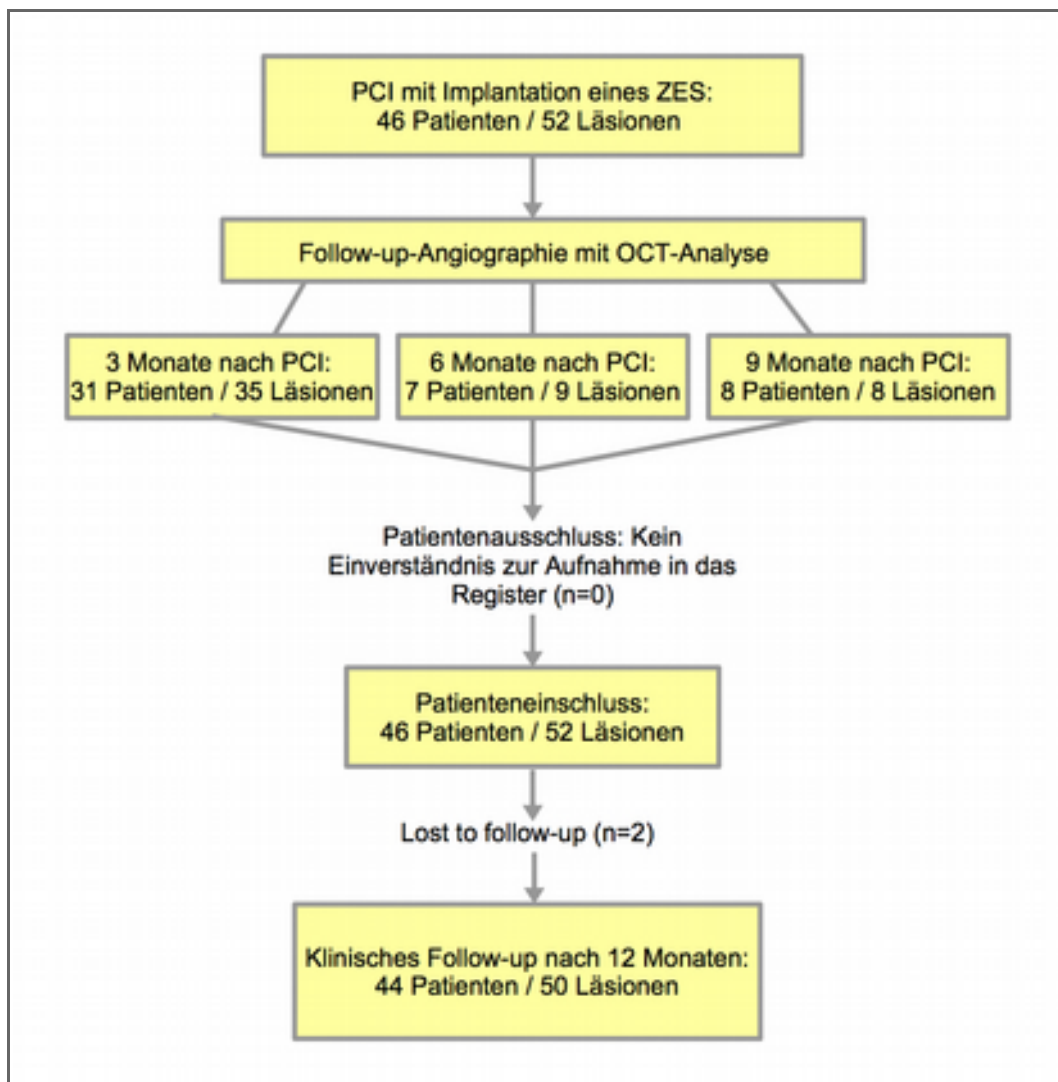 PCI mit Implantation eines ZES:
46 Patienten / 52 Läsionen
Follow-up-Angiographie mit OCT-Analyse
3 Monate nach PCI:
31 Patienten / 35 Läsionen
6 Monate nach PCI:
7 Patienten / 9 Läsionen
9 Monate nach PCI:
8 Patienten / 8 Läsionen
Patientenausschluss: Kein
Einverständnis zur Aufnahme in das
Register (n=0)
Patienteneinschluss:
46 Patienten / 52 Läsionen
Lost to follow-up (n=2)
Klinisches Follow-up nach 12 Monaten:
44 Patienten / 50 Läsionen